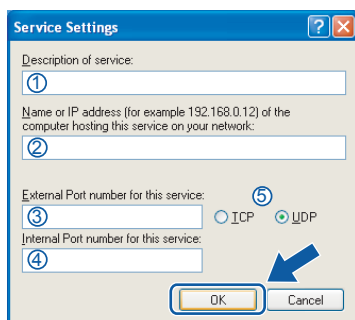 Service Settings
Description of service:
①
Name or IP address (for example 192.168.0.12) of the
computer hosting this service on your network:
②
External Port number for this service: ⑤
③ TCP UDP
Internal Port number for this service:
④
OK Cancel